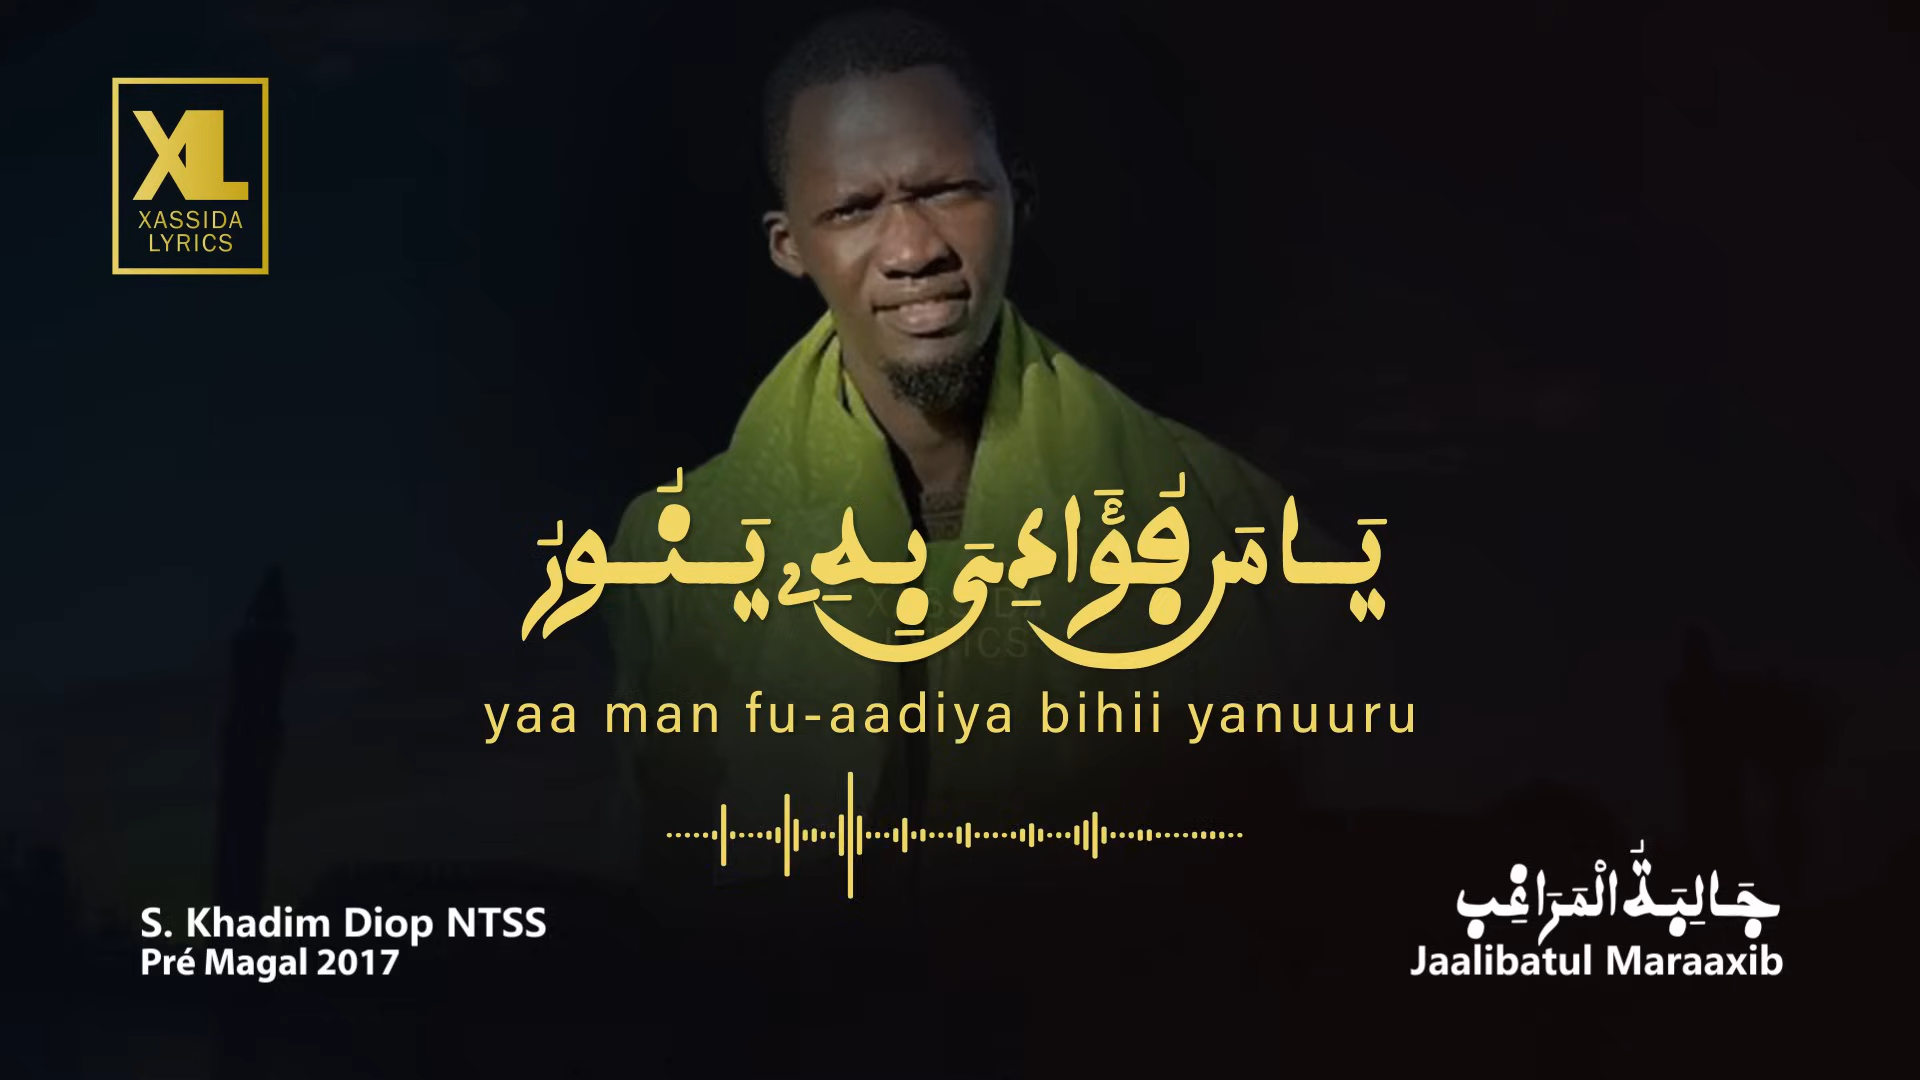 XL
XASSIDA
LYRICS
يَا مَن فُؤَادِيَ بِهِے يَنُورُ
yaa man fu-aadiya bihii yanuuru
S. Khadim Diop NTSS
Pré Magal 2017
جَالِبَةُ الْمَرَاغِبِ
Jaalibatul Maraaxib